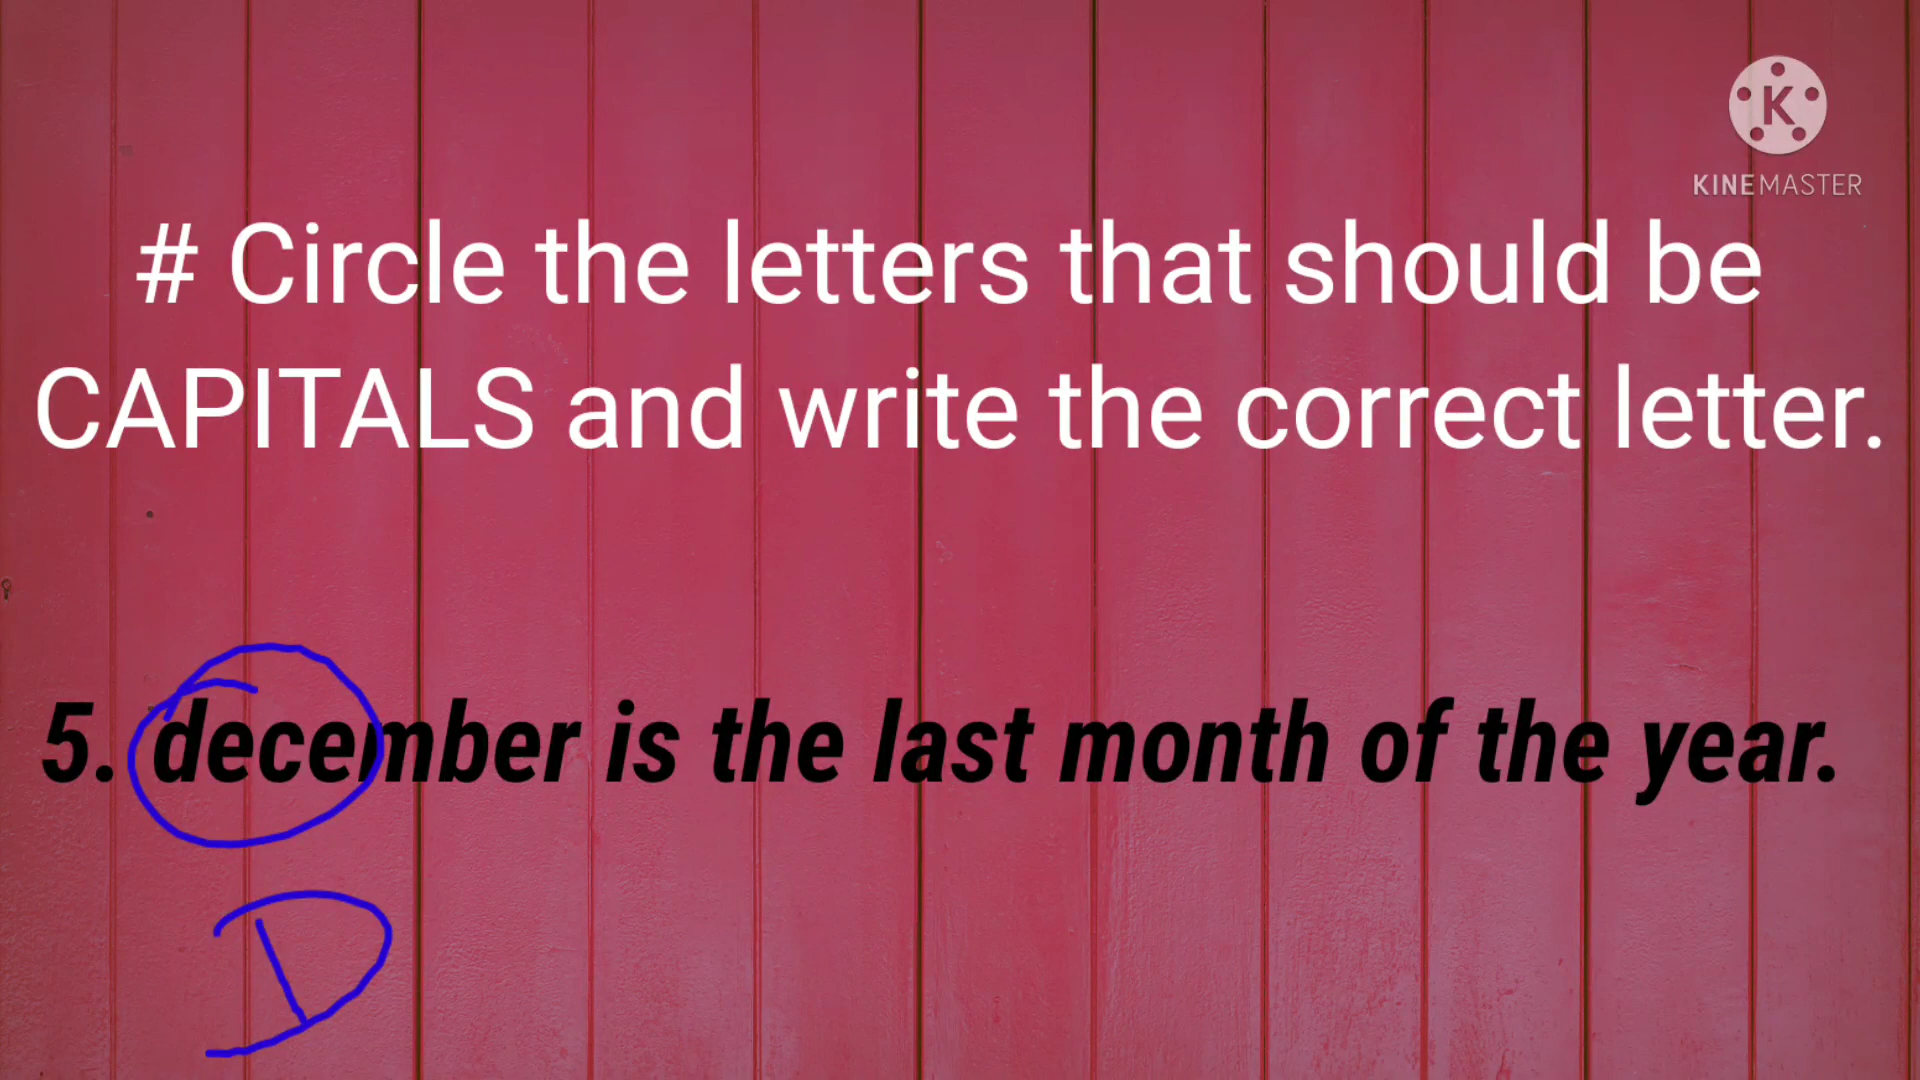 K
KINEMASTER
# Circle the letters that should be
CAPITALS and write the correct letter.
5. december is the last month of the year.
D